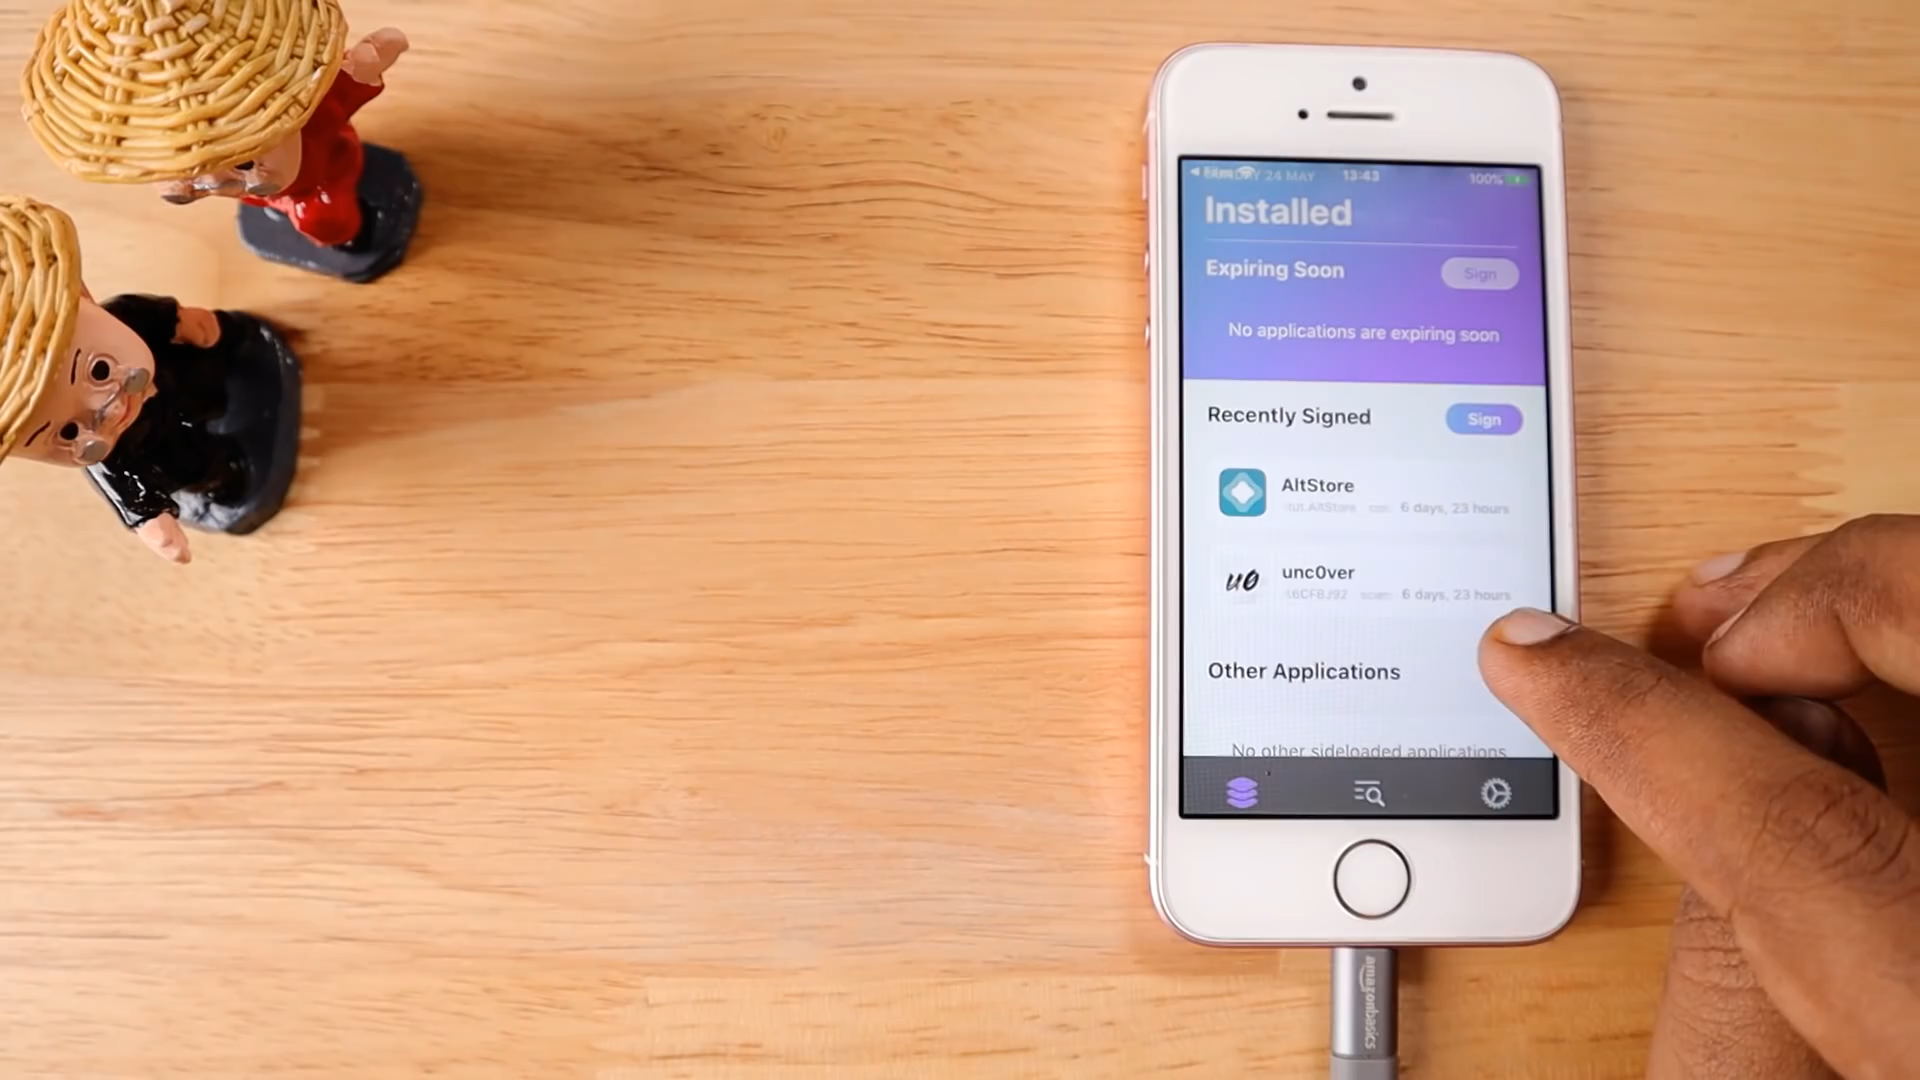 24 MAY 13:43 100%
Installed
Expiring Soon Sign
No applications are expiring soon
Recently Signed Sign
AltStore
6 days, 23 hours
unc0ver
6 days, 23 hours
Other Applications
No other sideloaded applications
amazonbasics